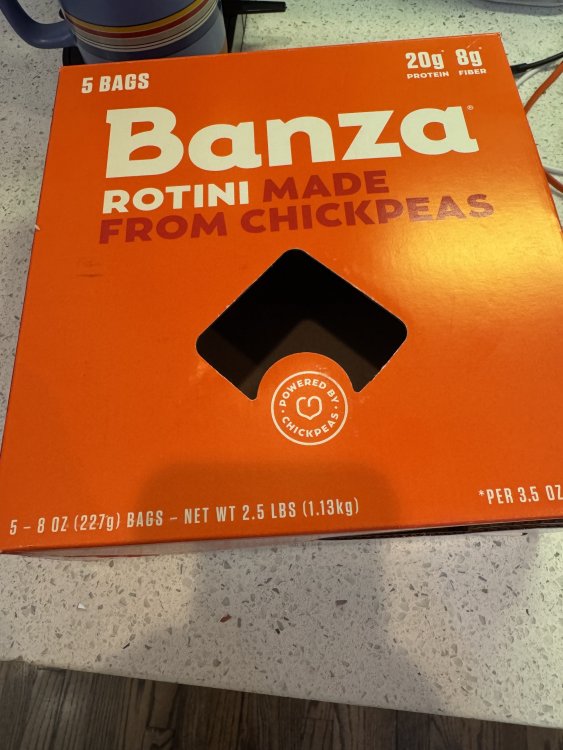 5 BAGS
20g* 8g*
PROTEIN FIBER
Banza®
ROTINI MADE
FROM CHICKPEAS
POWERED BY
CHICKPEAS
5 – 8 OZ (227g) BAGS – NET WT 2.5 LBS (1.13kg)
*PER 3.5 OZ